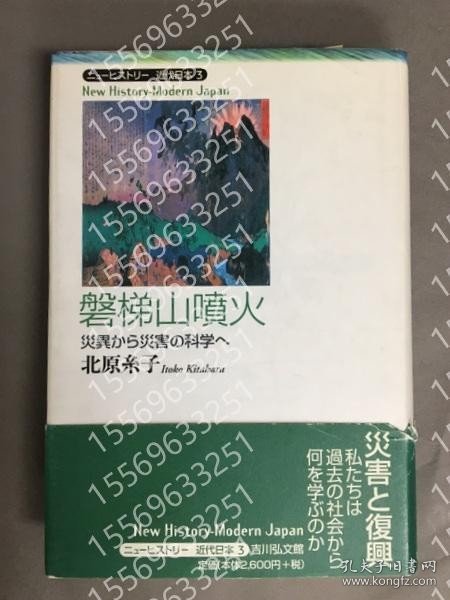 ニューヒストリー 近代日本 3
New History-Modern Japan
磐梯山噴火
災異から災害の科学へ
北原糸子 Itoko Kitahara
災害と復興
私たちは
過去の社会から
何を学ぶのか
New History-Modern Japan
ニューヒストリー 近代日本 3 吉川弘文館
定価(本体2,600円+税)
15569633251
孔夫子旧书网
kongfz.com